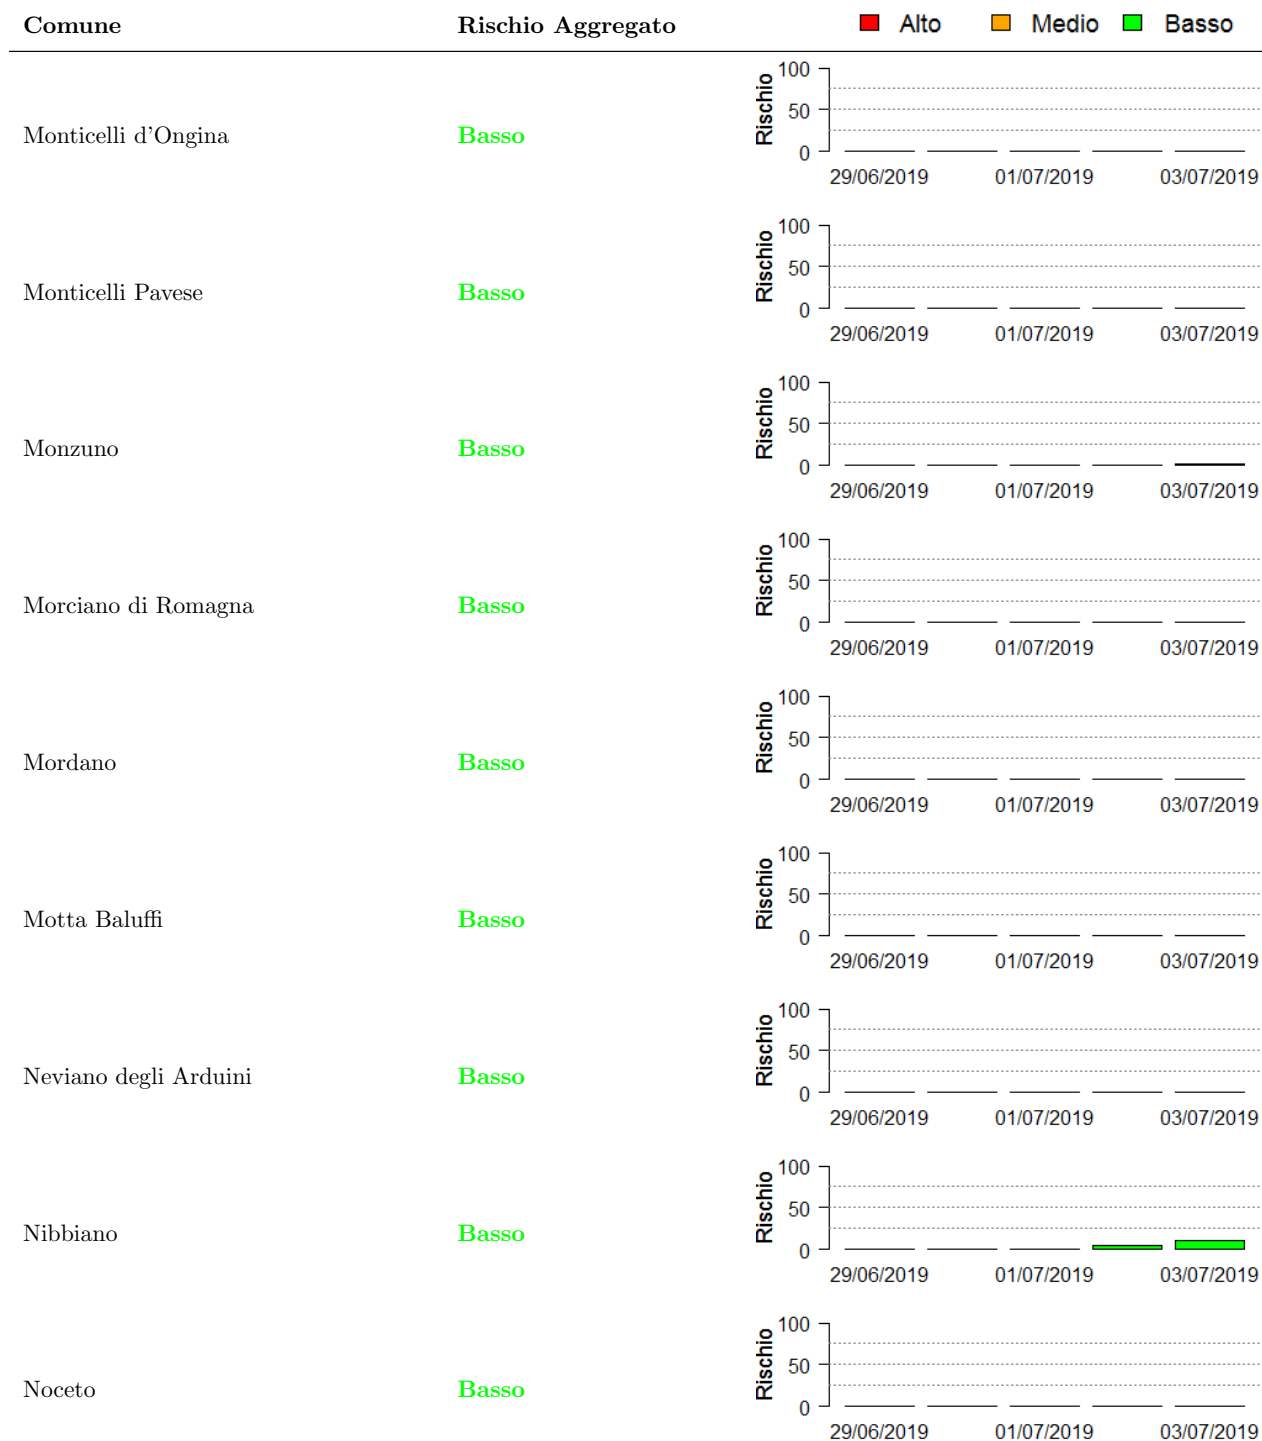 Comune Rischio Aggregato Alto Medio Basso
Monticelli d'Ongina Basso Rischio 100 50 0
29/06/2019 01/07/2019 03/07/2019
Monticelli Pavese Basso Rischio 100 50 0
29/06/2019 01/07/2019 03/07/2019
Monzuno Basso Rischio 100 50 0
29/06/2019 01/07/2019 03/07/2019
Morciano di Romagna Basso Rischio 100 50 0
29/06/2019 01/07/2019 03/07/2019
Mordano Basso Rischio 100 50 0
29/06/2019 01/07/2019 03/07/2019
Motta Baluffi Basso Rischio 100 50 0
29/06/2019 01/07/2019 03/07/2019
Neviano degli Arduini Basso Rischio 100 50 0
29/06/2019 01/07/2019 03/07/2019
Nibbiano Basso Rischio 100 50 0
29/06/2019 01/07/2019 03/07/2019
Noceto Basso Rischio 100 50 0
29/06/2019 01/07/2019 03/07/2019